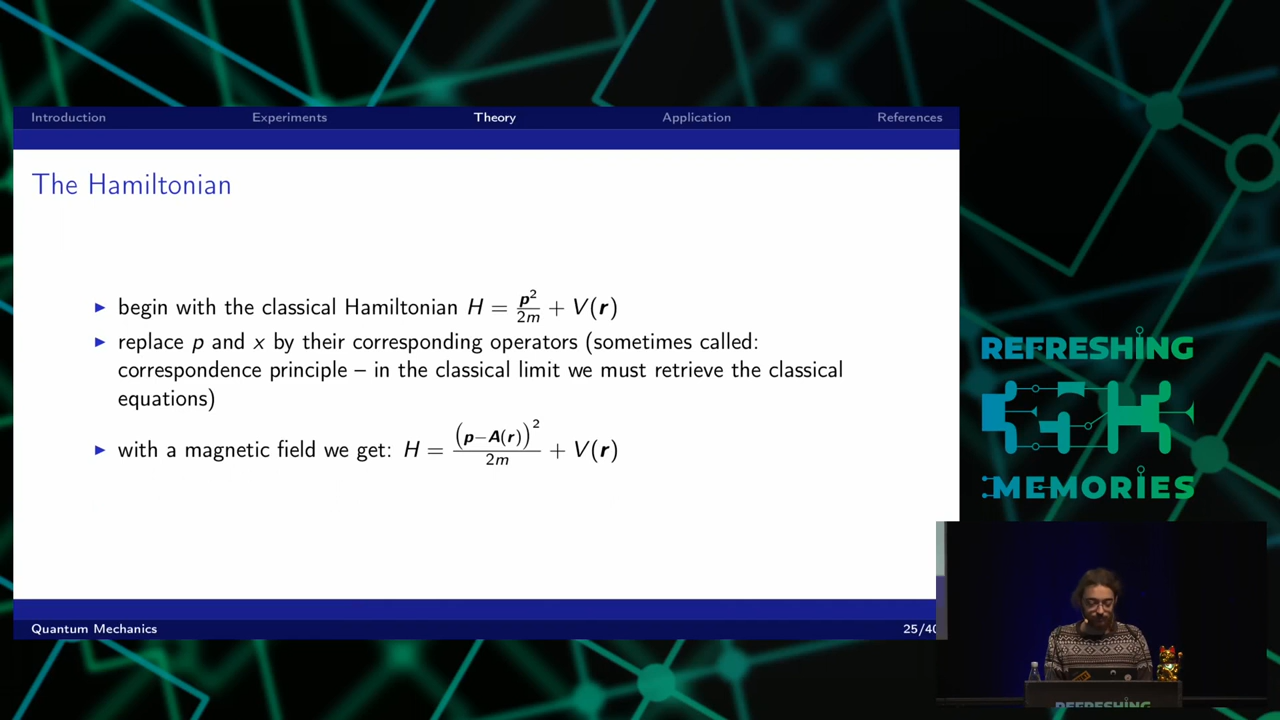 Introduction Experiments Theory Application References
The Hamiltonian
▶ begin with the classical Hamiltonian H = p²/2m + V(r)
▶ replace p and x by their corresponding operators (sometimes called:
correspondence principle – in the classical limit we must retrieve the classical
equations)
▶ with a magnetic field we get: H = (p−A(r))²/2m + V(r)
Quantum Mechanics 25/40
REFRESHING
35C3
MEMORIES
REFRESHING